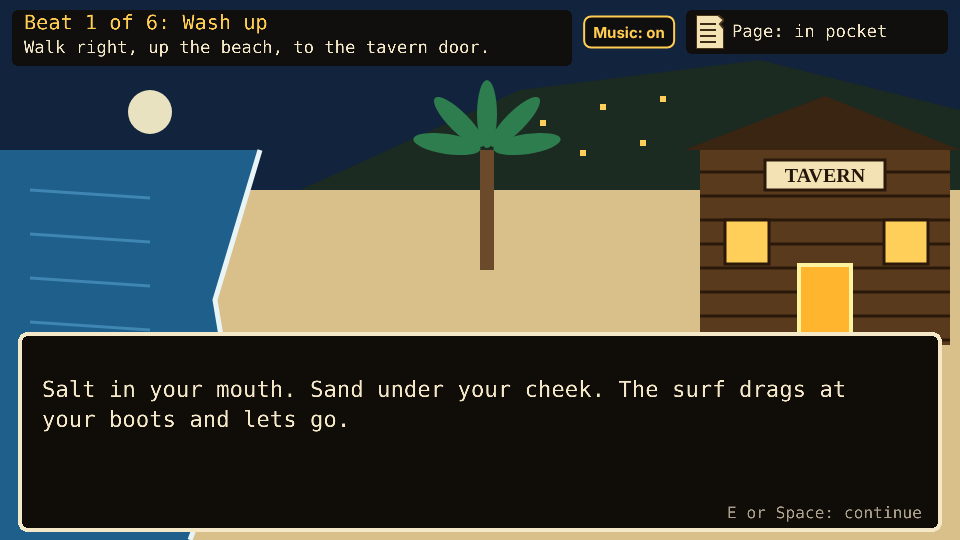 Beat 1 of 6: Wash up
Walk right, up the beach, to the tavern door.
Music: on
Page: in pocket
TAVERN
Salt in your mouth. Sand under your cheek. The surf drags at
your boots and lets go.
E or Space: continue